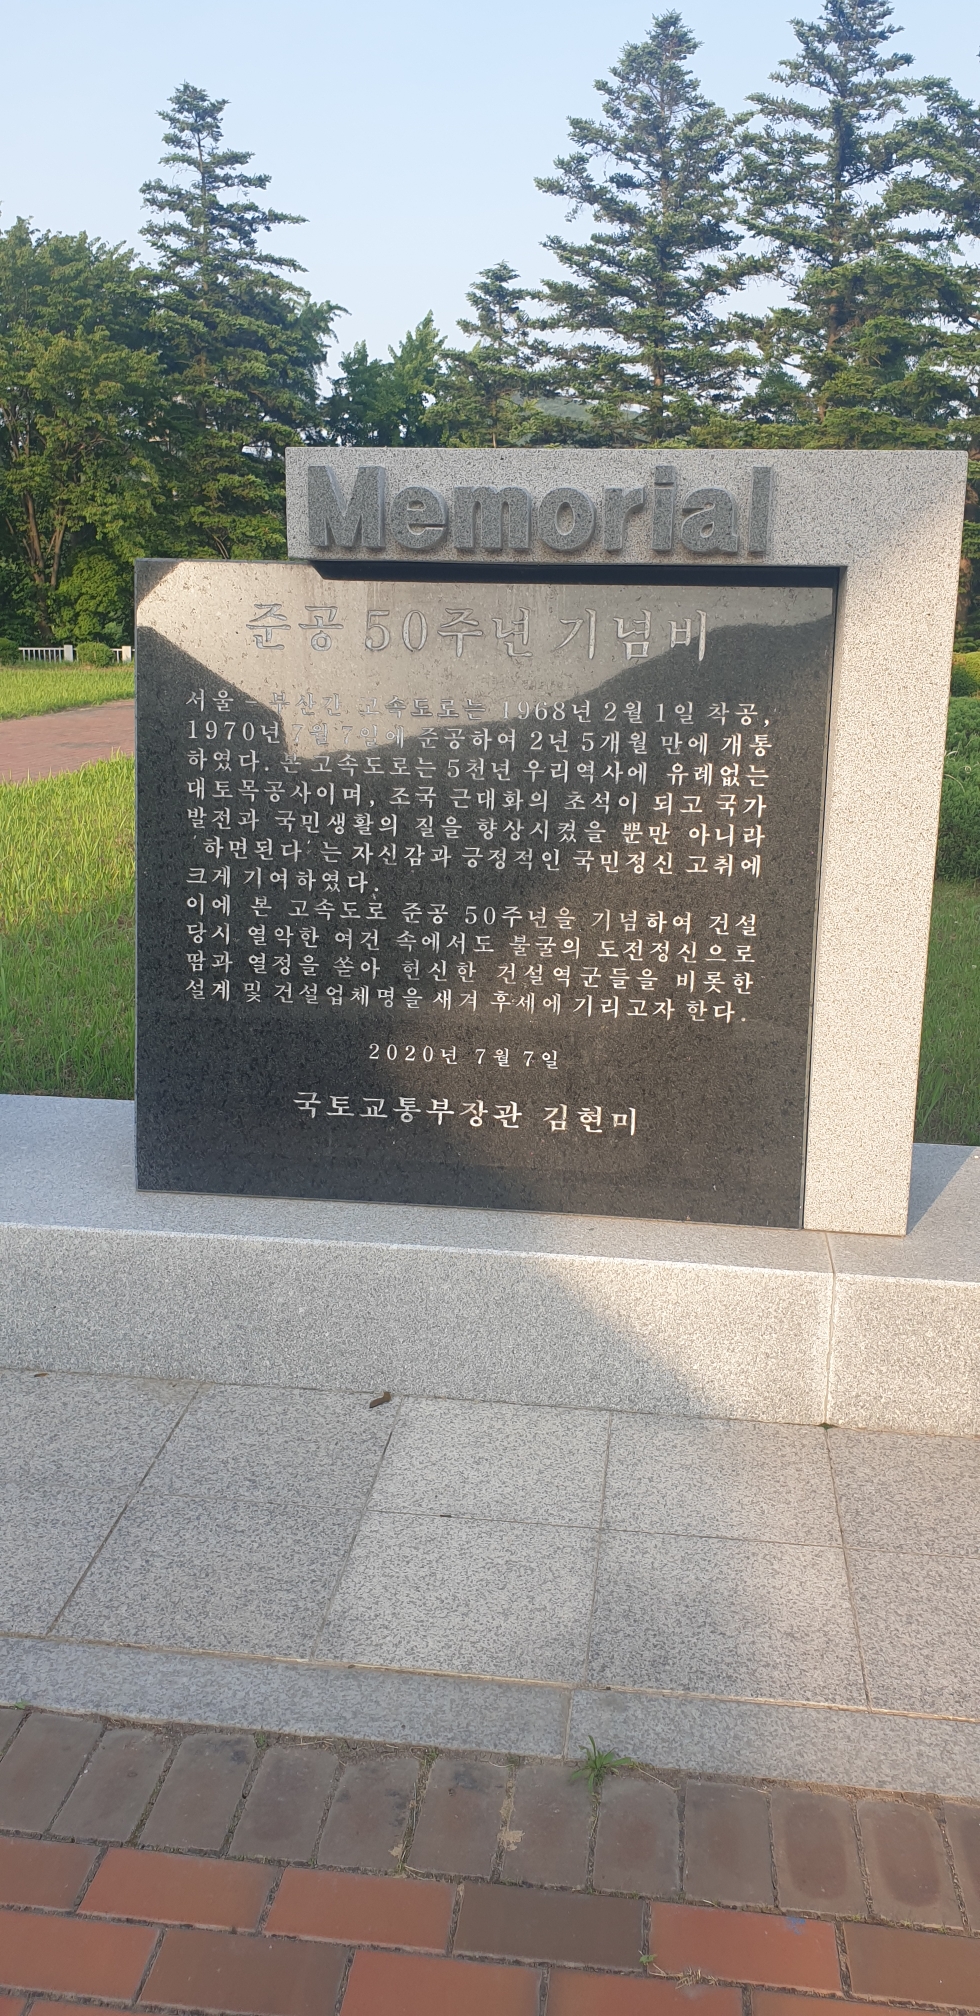 Memorial
준공 50주년 기념비
서울 - 부산간 고속도로는 1968년 2월 1일 착공,
1970년 7월 7일에 준공하여 2년 5개월 만에 개통
하였다. 본 고속도로는 5천년 우리역사에 유례없는
대토목공사이며, 조국 근대화의 초석이 되고 국가
발전과 국민생활의 질을 향상시켰을 뿐만 아니라
'하면된다' 는 자신감과 긍정적인 국민정신 고취에
크게 기여하였다.
이에 본 고속도로 준공 50주년을 기념하여 건설
당시 열악한 여건 속에서도 불굴의 도전정신으로
땀과 열정을 쏟아 헌신한 건설역군들을 비롯한
설계 및 건설업체명을 새겨 후세에 기리고자 한다.
2020년 7월 7일
국토교통부장관 김현미